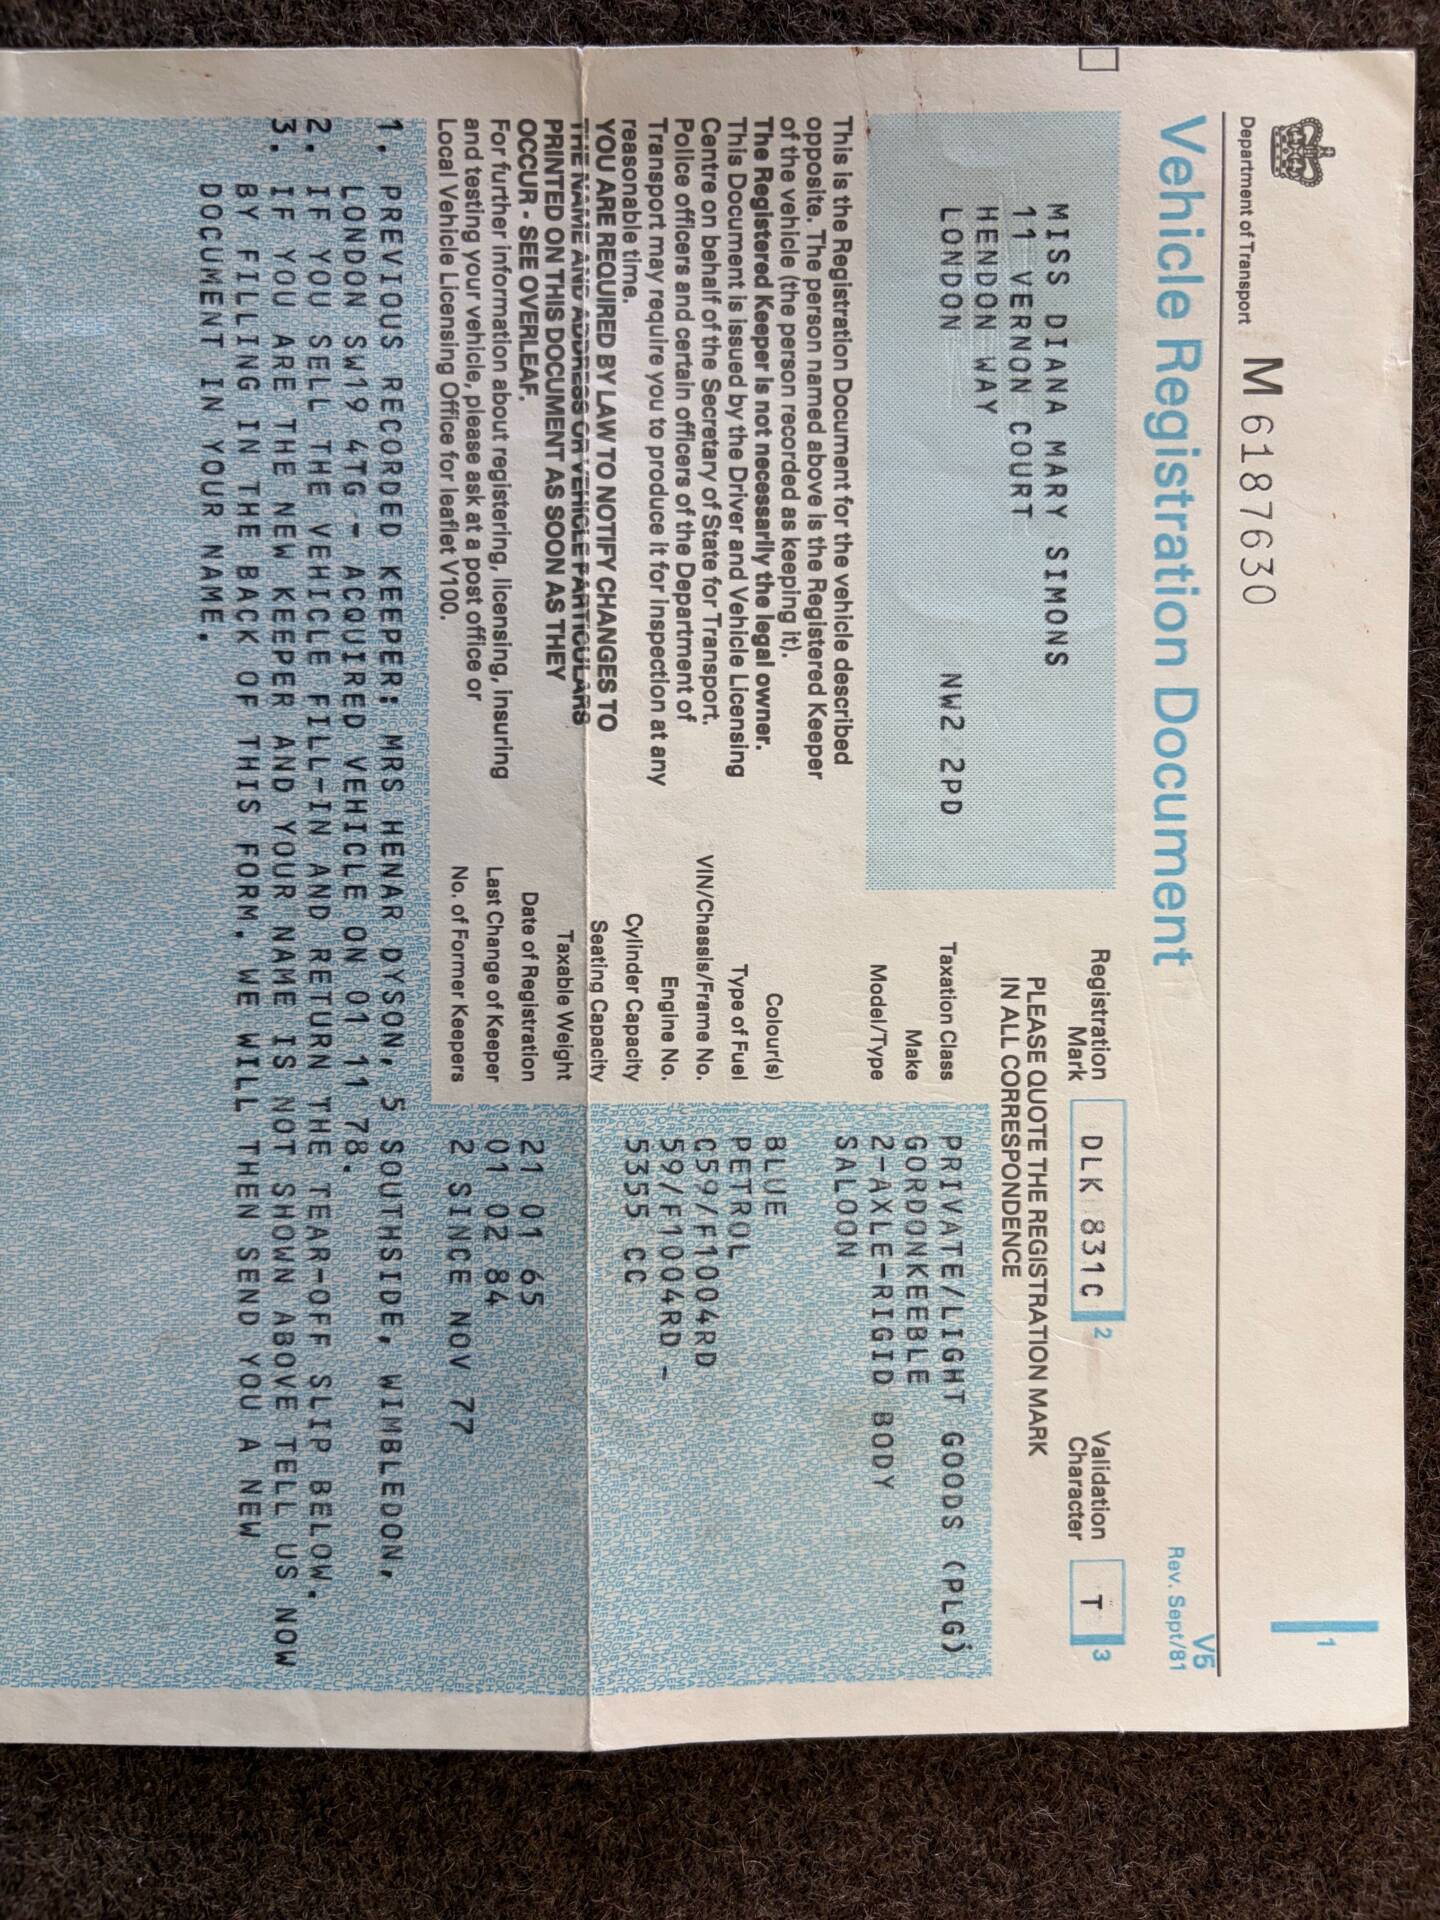 1
Department of Transport
M 6187630
Vehicle Registration Document
V5
Rev. Sept/81
MISS DIANA MARY SIMONS
11 VERNON COURT
HENDON WAY
LONDON NW2 2PD
Registration Mark
DLK 831C
2
Validation Character
T
3
PLEASE QUOTE THE REGISTRATION MARK
IN ALL CORRESPONDENCE
This is the Registration Document for the vehicle described
opposite. The person named above is the Registered Keeper
of the vehicle (the person recorded as keeping it).
The Registered Keeper is not necessarily the legal owner.
This Document is issued by the Driver and Vehicle Licensing
Centre on behalf of the Secretary of State for Transport.
Police officers and certain officers of the Department of
Transport may require you to produce it for inspection at any
reasonable time.
YOU ARE REQUIRED BY LAW TO NOTIFY CHANGES TO
THE NAME AND ADDRESS OR VEHICLE PARTICULARS
PRINTED ON THIS DOCUMENT AS SOON AS THEY
OCCUR - SEE OVERLEAF.
For further information about registering, licensing, insuring
and testing your vehicle, please ask at a post office or
Local Vehicle Licensing Office for leaflet V100.
Taxation Class PRIVATE/LIGHT GOODS (PLG)
Make GORDONKEEBLE
Model/Type 2-AXLE-RIGID BODY
SALOON
Colour(s) BLUE
Type of Fuel PETROL
VIN/Chassis/Frame No. C59/F1004RD
Engine No. 59/F1004RD -
Cylinder Capacity 5355 CC
Seating Capacity
Taxable Weight
Date of Registration 21 01 65
Last Change of Keeper 01 02 84
No. of Former Keepers 2 SINCE NOV 77
1. PREVIOUS RECORDED KEEPER: MRS HENAR DYSON, 5 SOUTHSIDE, WIMBLEDON,
LONDON SW19 4TG - ACQUIRED VEHICLE ON 01 11 78.
2. IF YOU SELL THE VEHICLE FILL-IN AND RETURN THE TEAR-OFF SLIP BELOW.
3. IF YOU ARE THE NEW KEEPER AND YOUR NAME IS NOT SHOWN ABOVE TELL US NOW
BY FILLING IN THE BACK OF THIS FORM. WE WILL THEN SEND YOU A NEW
DOCUMENT IN YOUR NAME.